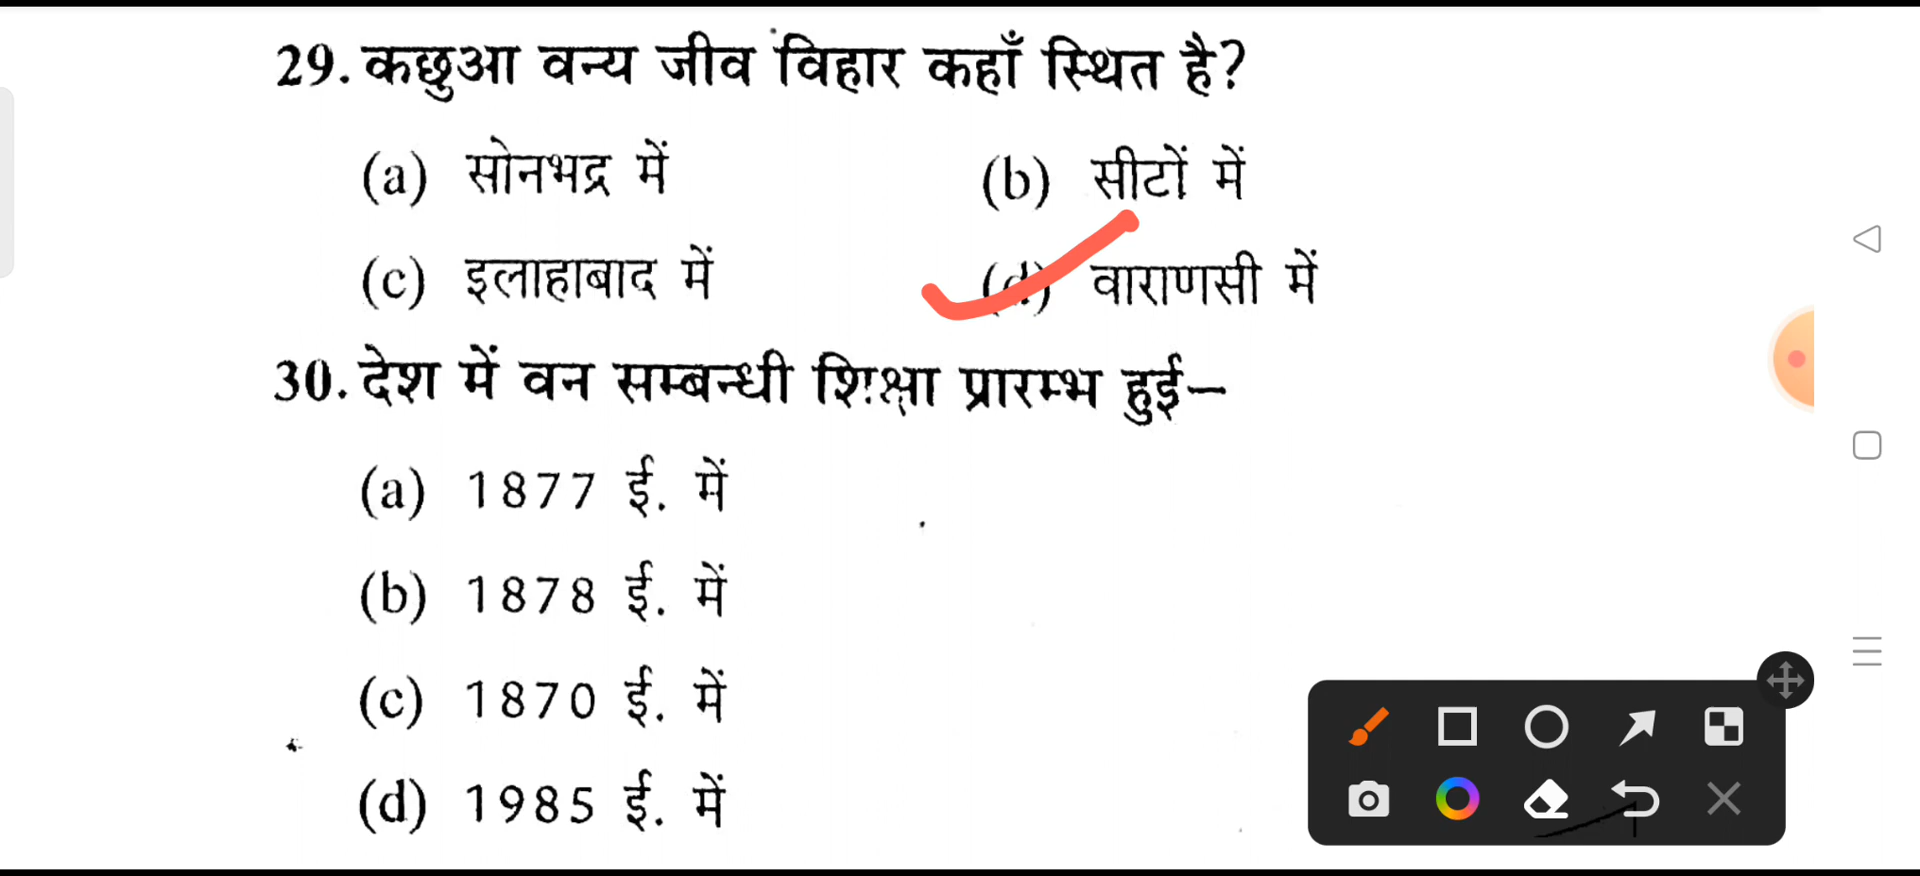 29. कछुआ वन्य जीव विहार कहाँ स्थित है?
(a) सोनभद्र में (b) सीटों में
(c) इलाहाबाद में (d) वाराणसी में
30. देश में वन सम्बन्धी शिक्षा प्रारम्भ हुई–
(a) 1877 ई. में
(b) 1878 ई. में
(c) 1870 ई. में
(d) 1985 ई. में